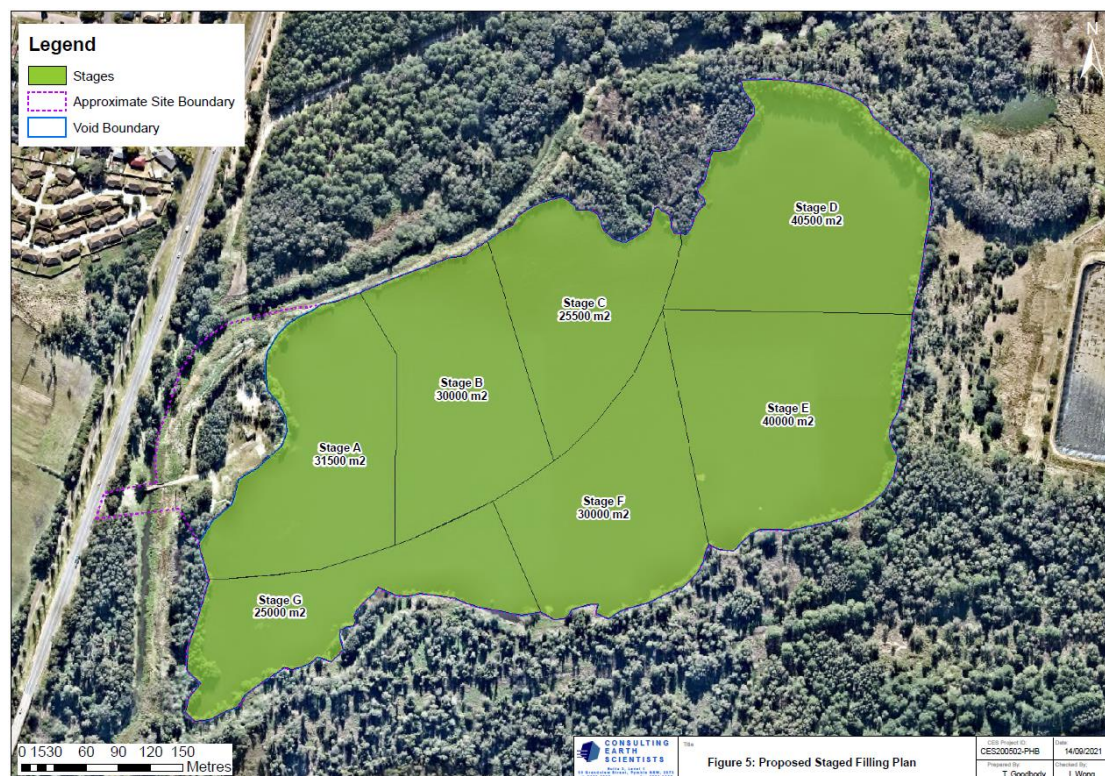 Legend
Stages
Approximate Site Boundary
Void Boundary
N
Stage D
40500 m2
Stage C
25500 m2
Stage B
30000 m2
Stage E
40000 m2
Stage A
31500 m2
Stage F
30000 m2
Stage G
25000 m2
0 1530 60 90 120 150
Metres
CONSULTING
EARTH
SCIENTISTS
Title
Figure 5: Proposed Staged Filling Plan
CES Project ID:
CES200502-PHB
Date:
14/09/2021
Prepared By:
T. Goodbody
Checked By: